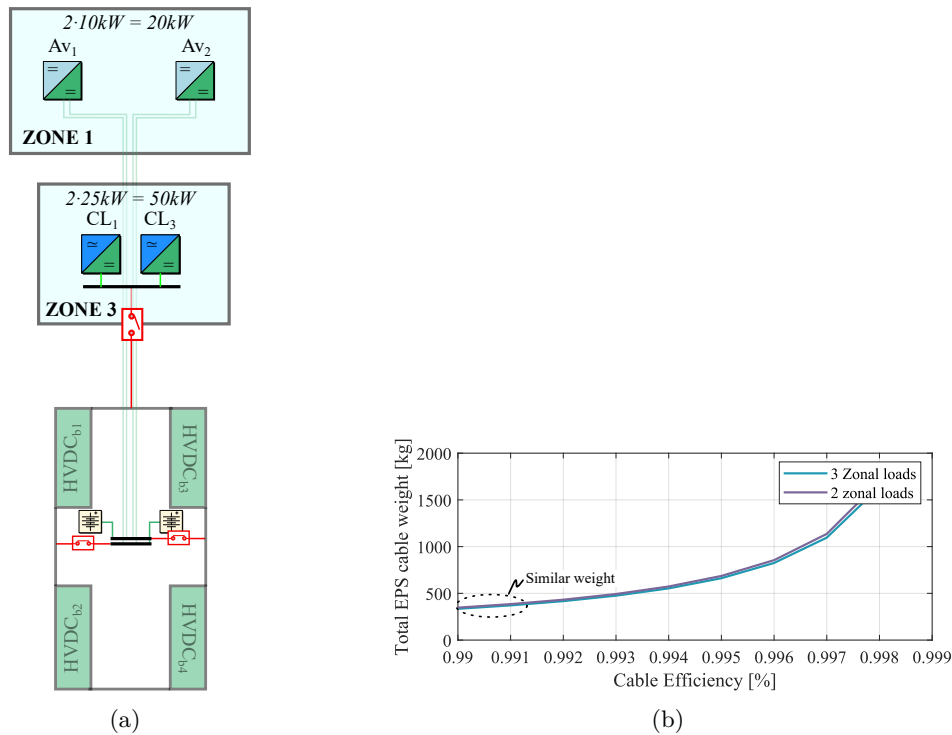 2·10kW = 20kW
Av1 Av2
ZONE 1
2·25kW = 50kW
CL1 CL3
ZONE 3
HVDCb1 HVDCb3
HVDCb2 HVDCb4
(a)
Total EPS cable weight [kg]
2000
1500
1000
500
0
3 Zonal loads
2 zonal loads
Similar weight
0.99 0.991 0.992 0.993 0.994 0.995 0.996 0.997 0.998 0.999
Cable Efficiency [%]
(b)